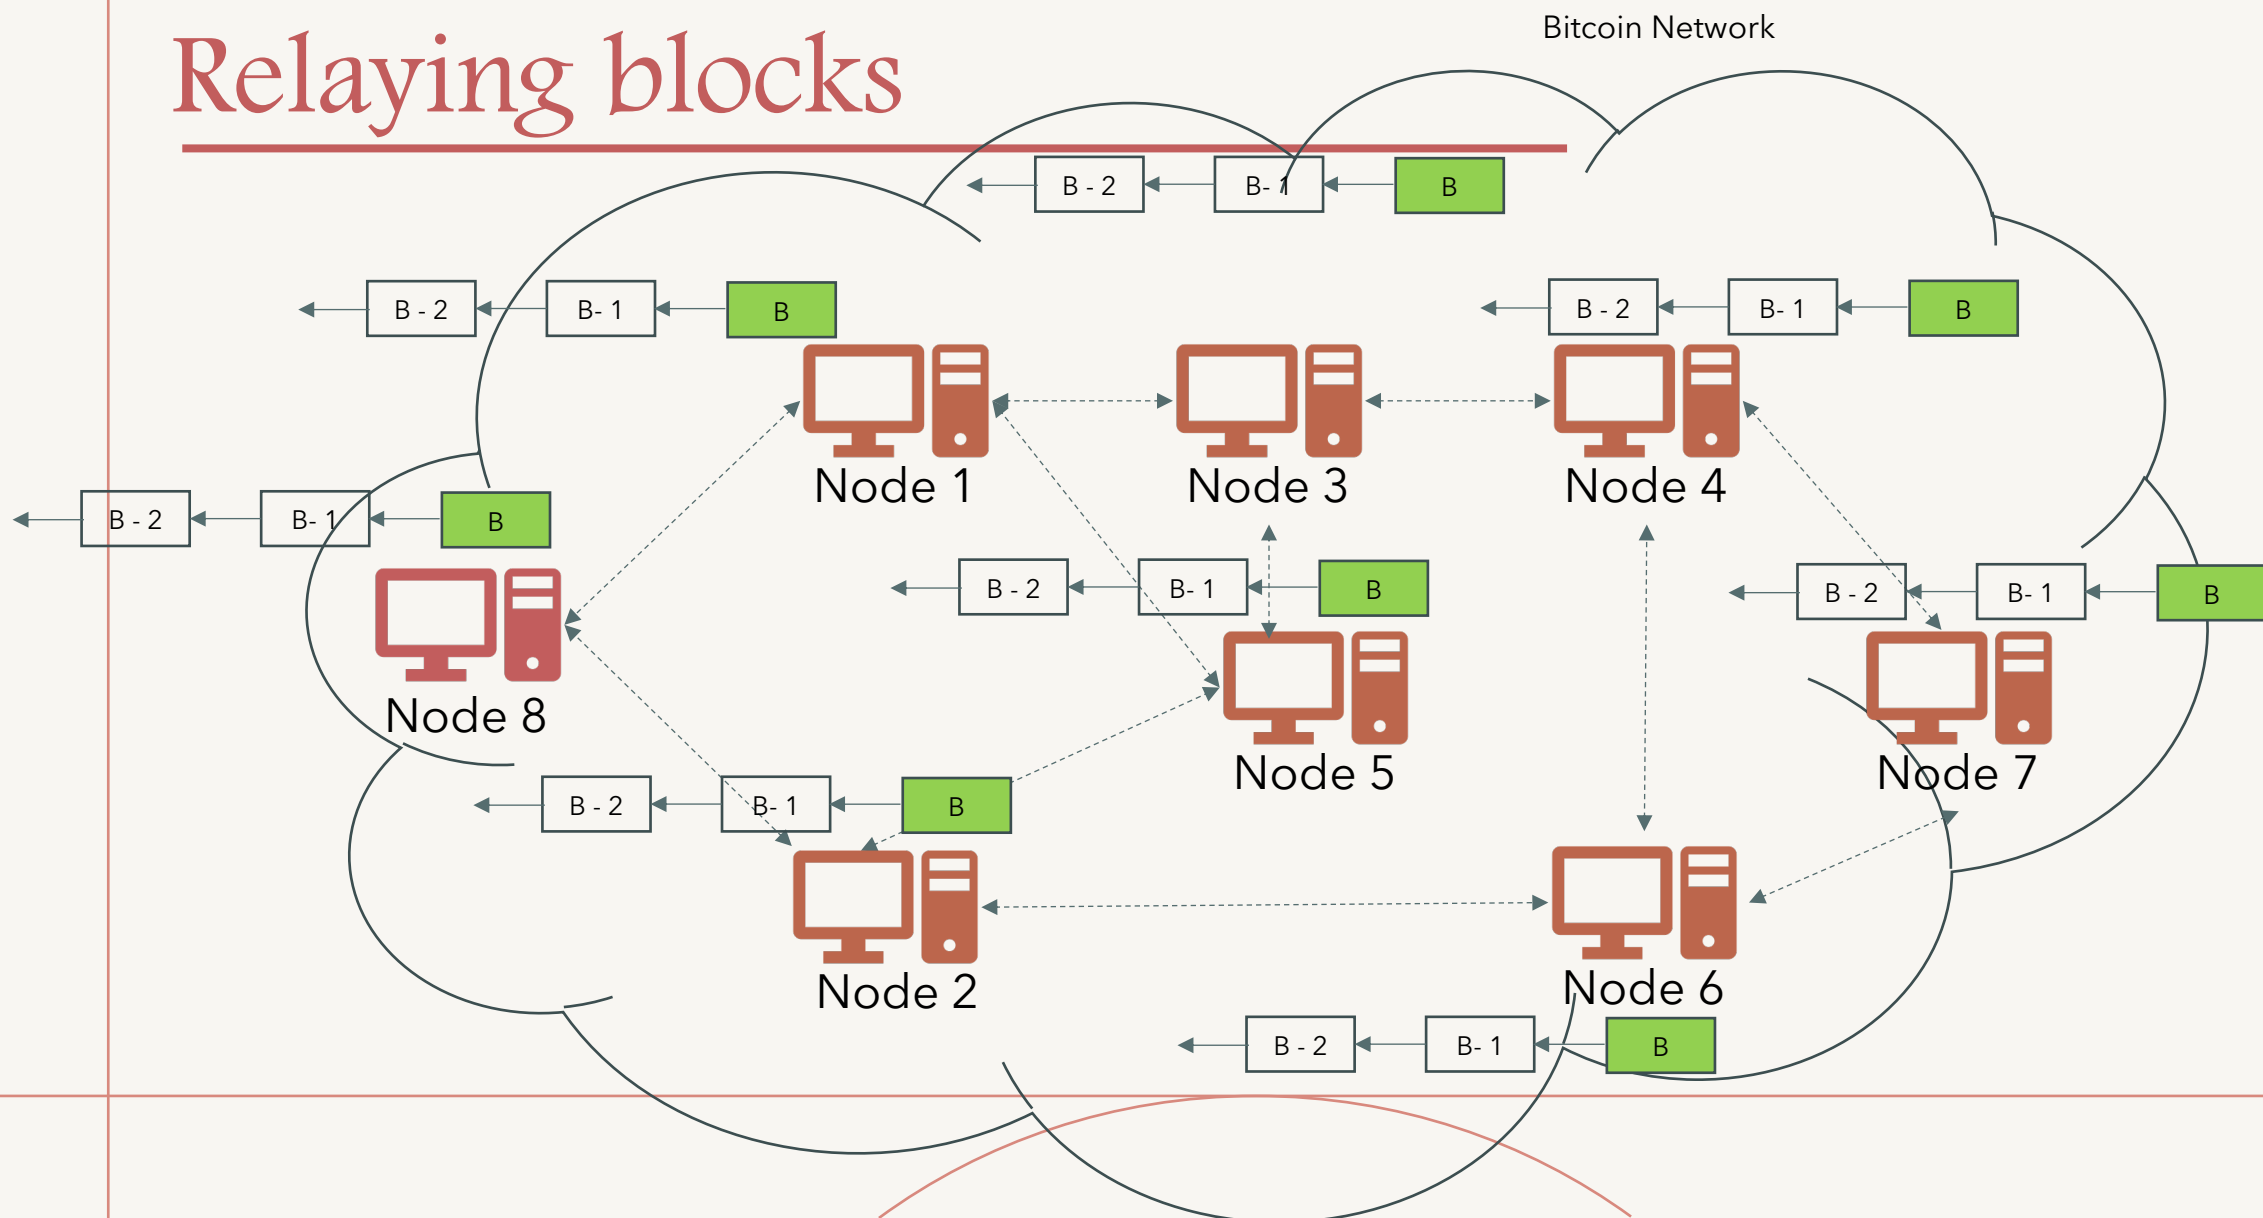 Bitcoin Network
Relaying blocks
B - 2
B- 1
B
B - 2
B- 1
B
B - 2
B- 1
B
Node 1
Node 3
Node 4
B - 2
B- 1
B
B - 2
B- 1
B
B - 2
B- 1
B
Node 8
Node 5
Node 7
B - 2
B- 1
B
Node 2
Node 6
B - 2
B- 1
B